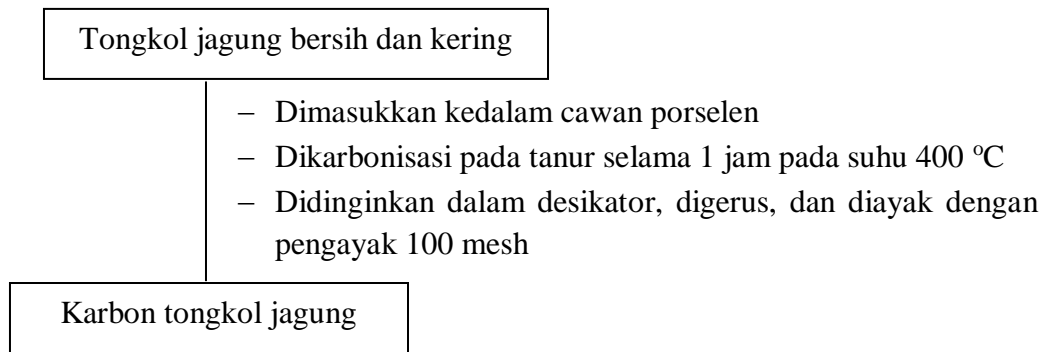 Tongkol jagung bersih dan kering
– Dimasukkan kedalam cawan porselen
– Dikarbonisasi pada tanur selama 1 jam pada suhu 400 ºC
– Didinginkan dalam desikator, digerus, dan diayak dengan
pengayak 100 mesh
Karbon tongkol jagung